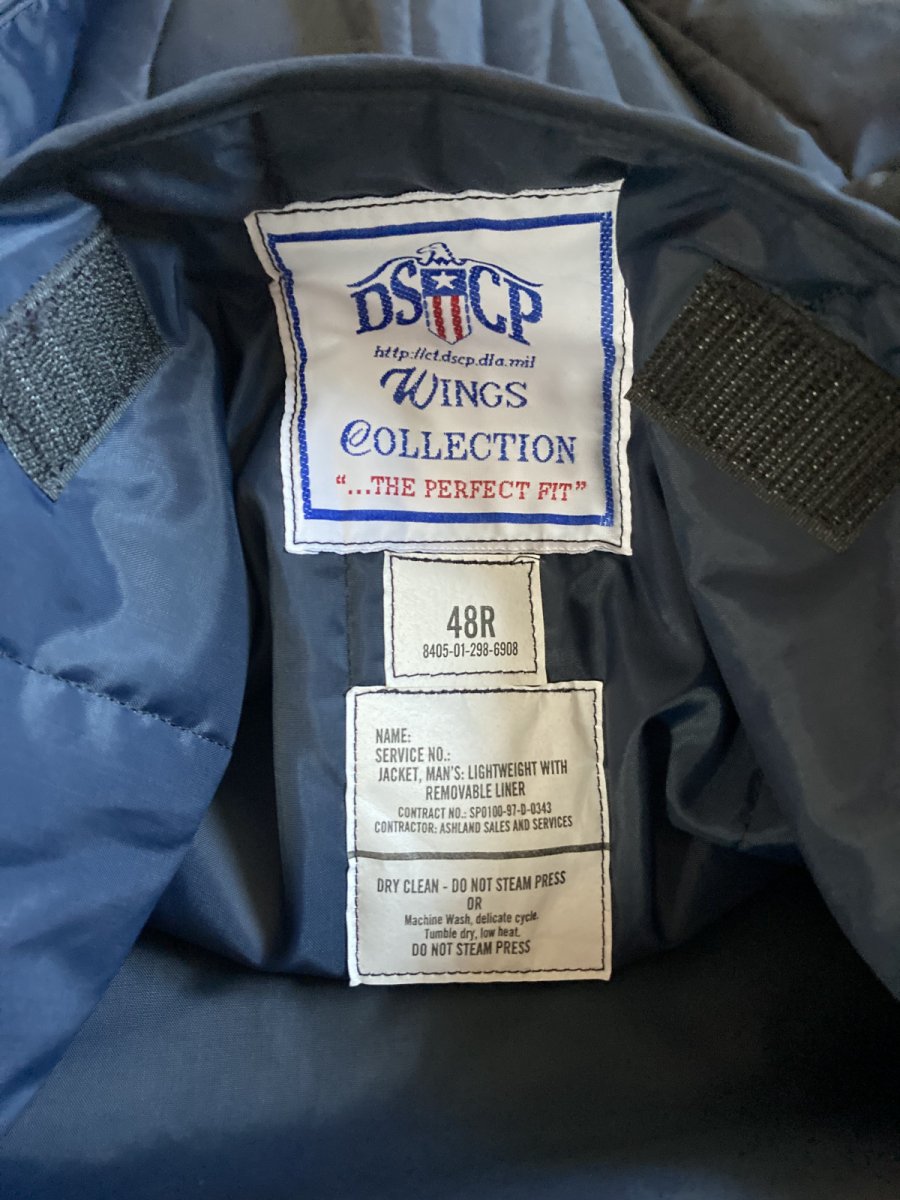 DSCP
http://ct.dscp.dla.mil
WINGS
COLLECTION
"...THE PERFECT FIT"
48R
8405-01-298-6908
NAME:
SERVICE NO.:
JACKET, MAN'S: LIGHTWEIGHT WITH
REMOVABLE LINER
CONTRACT NO.: SP0100-97-D-0343
CONTRACTOR: ASHLAND SALES AND SERVICES
DRY CLEAN - DO NOT STEAM PRESS
OR
Machine Wash, delicate cycle.
Tumble dry, low heat.
DO NOT STEAM PRESS